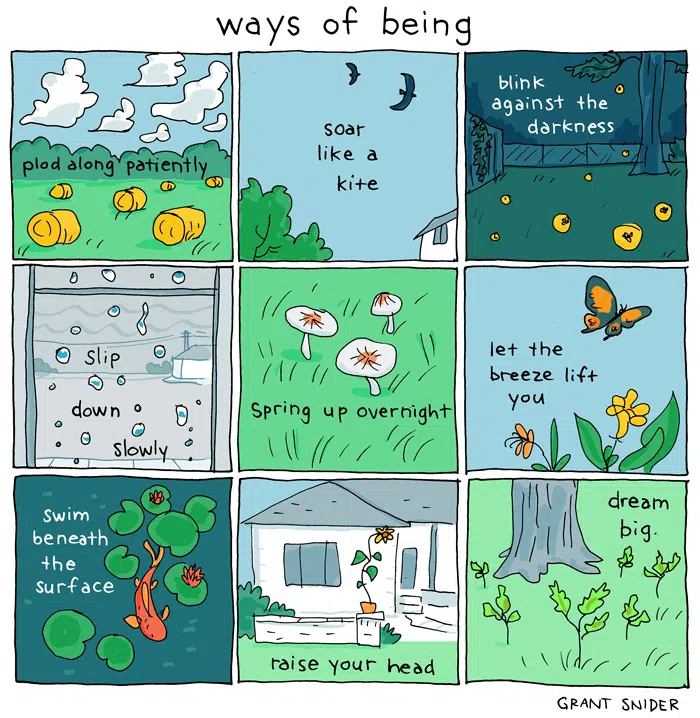 ways of being
plod along patiently
soar
like a
kite
blink
against the
darkness
slip
down
slowly
spring up overnight
let the
breeze lift
you
swim
beneath
the
surface
raise your head
dream
big.
GRANT SNIDER